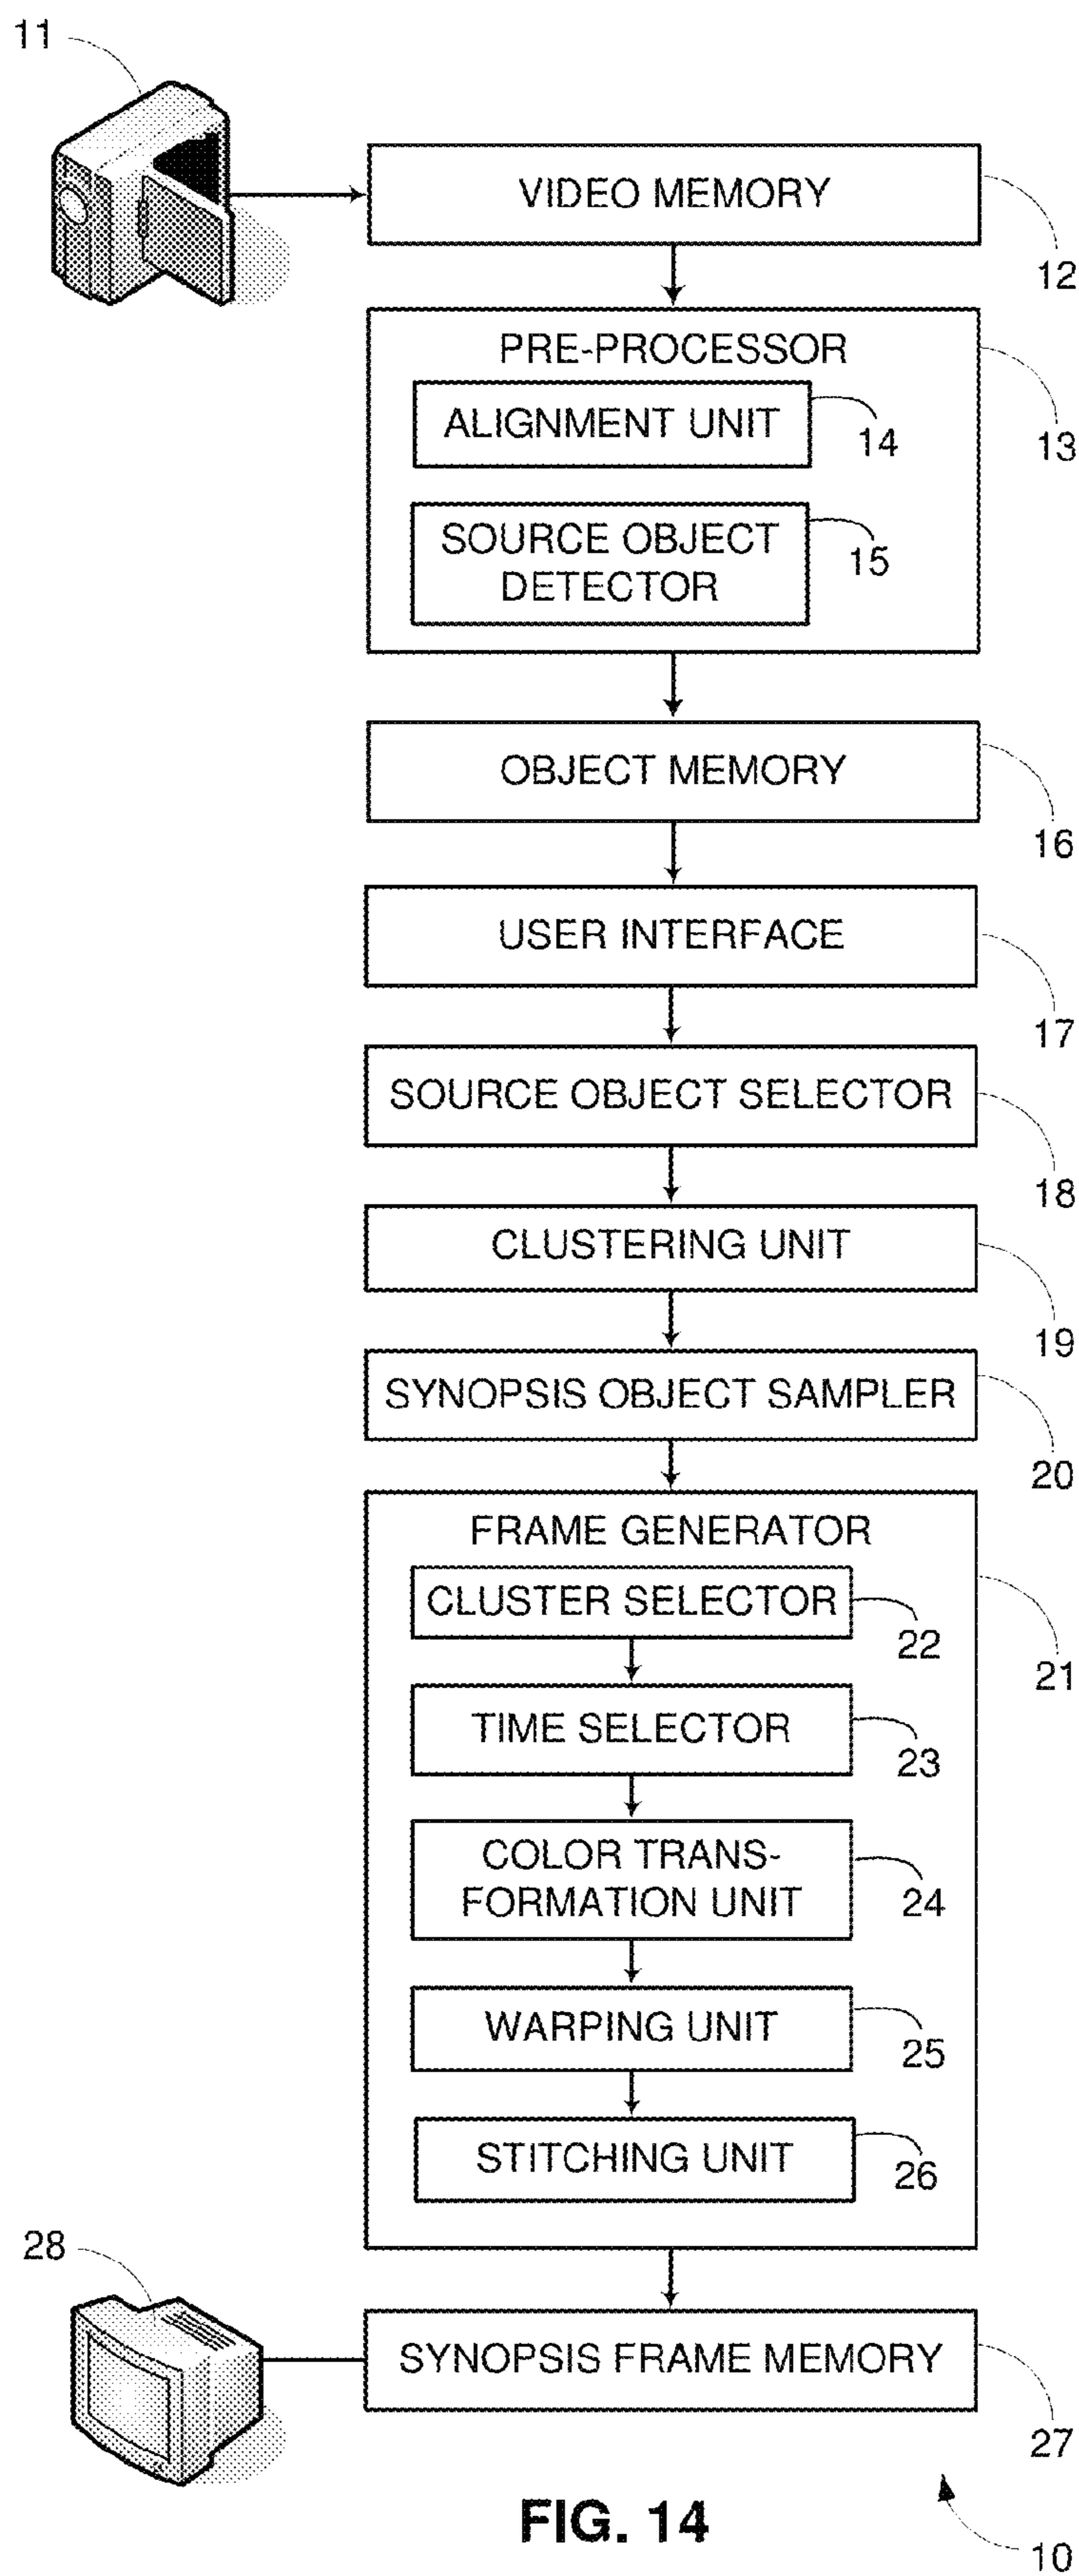 11
VIDEO MEMORY
12
PRE-PROCESSOR
13
ALIGNMENT UNIT
14
SOURCE OBJECT
DETECTOR
15
OBJECT MEMORY
16
USER INTERFACE
17
SOURCE OBJECT SELECTOR
18
CLUSTERING UNIT
19
SYNOPSIS OBJECT SAMPLER
20
FRAME GENERATOR
21
CLUSTER SELECTOR
22
TIME SELECTOR
23
COLOR TRANS-
FORMATION UNIT
24
WARPING UNIT
25
STITCHING UNIT
26
28
SYNOPSIS FRAME MEMORY
27
FIG. 14
10